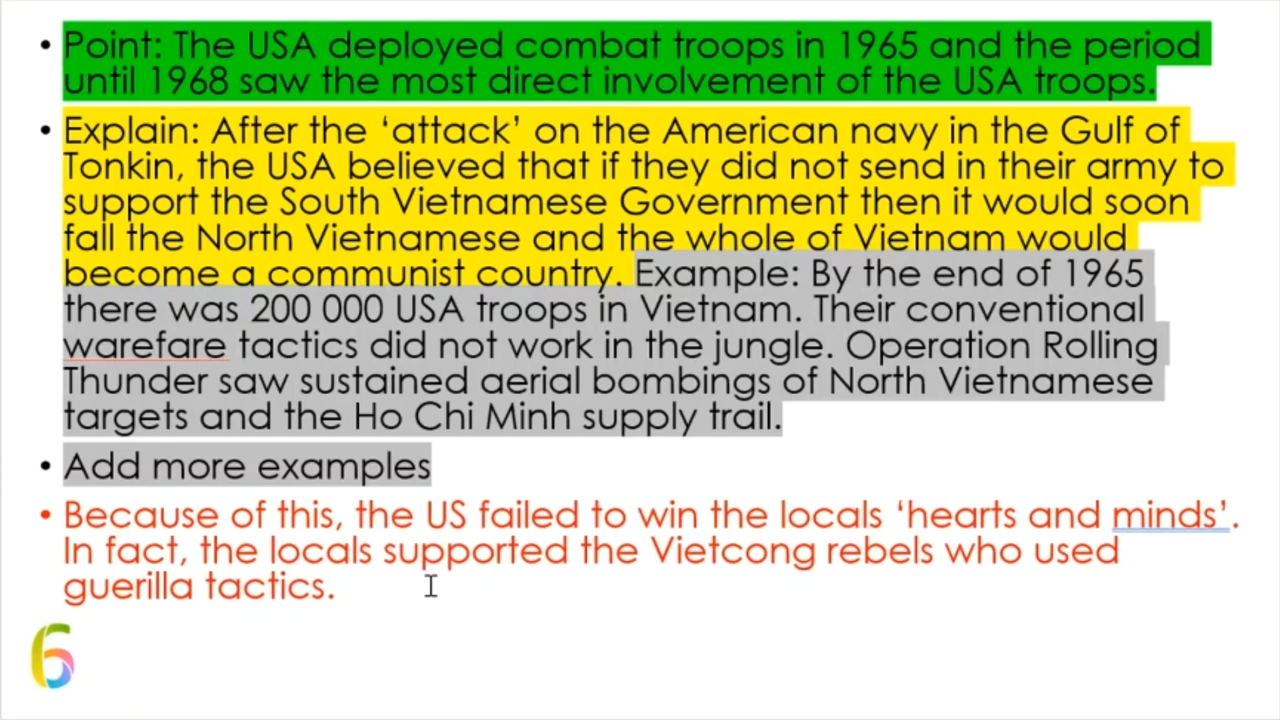 • Point: The USA deployed combat troops in 1965 and the period
until 1968 saw the most direct involvement of the USA troops.
• Explain: After the ‘attack’ on the American navy in the Gulf of
Tonkin, the USA believed that if they did not send in their army to
support the South Vietnamese Government then it would soon
fall the North Vietnamese and the whole of Vietnam would
become a communist country. Example: By the end of 1965
there was 200 000 USA troops in Vietnam. Their conventional
warefare tactics did not work in the jungle. Operation Rolling
Thunder saw sustained aerial bombings of North Vietnamese
targets and the Ho Chi Minh supply trail.
• Add more examples
• Because of this, the US failed to win the locals ‘hearts and minds’.
In fact, the locals supported the Vietcong rebels who used
guerilla tactics.
6